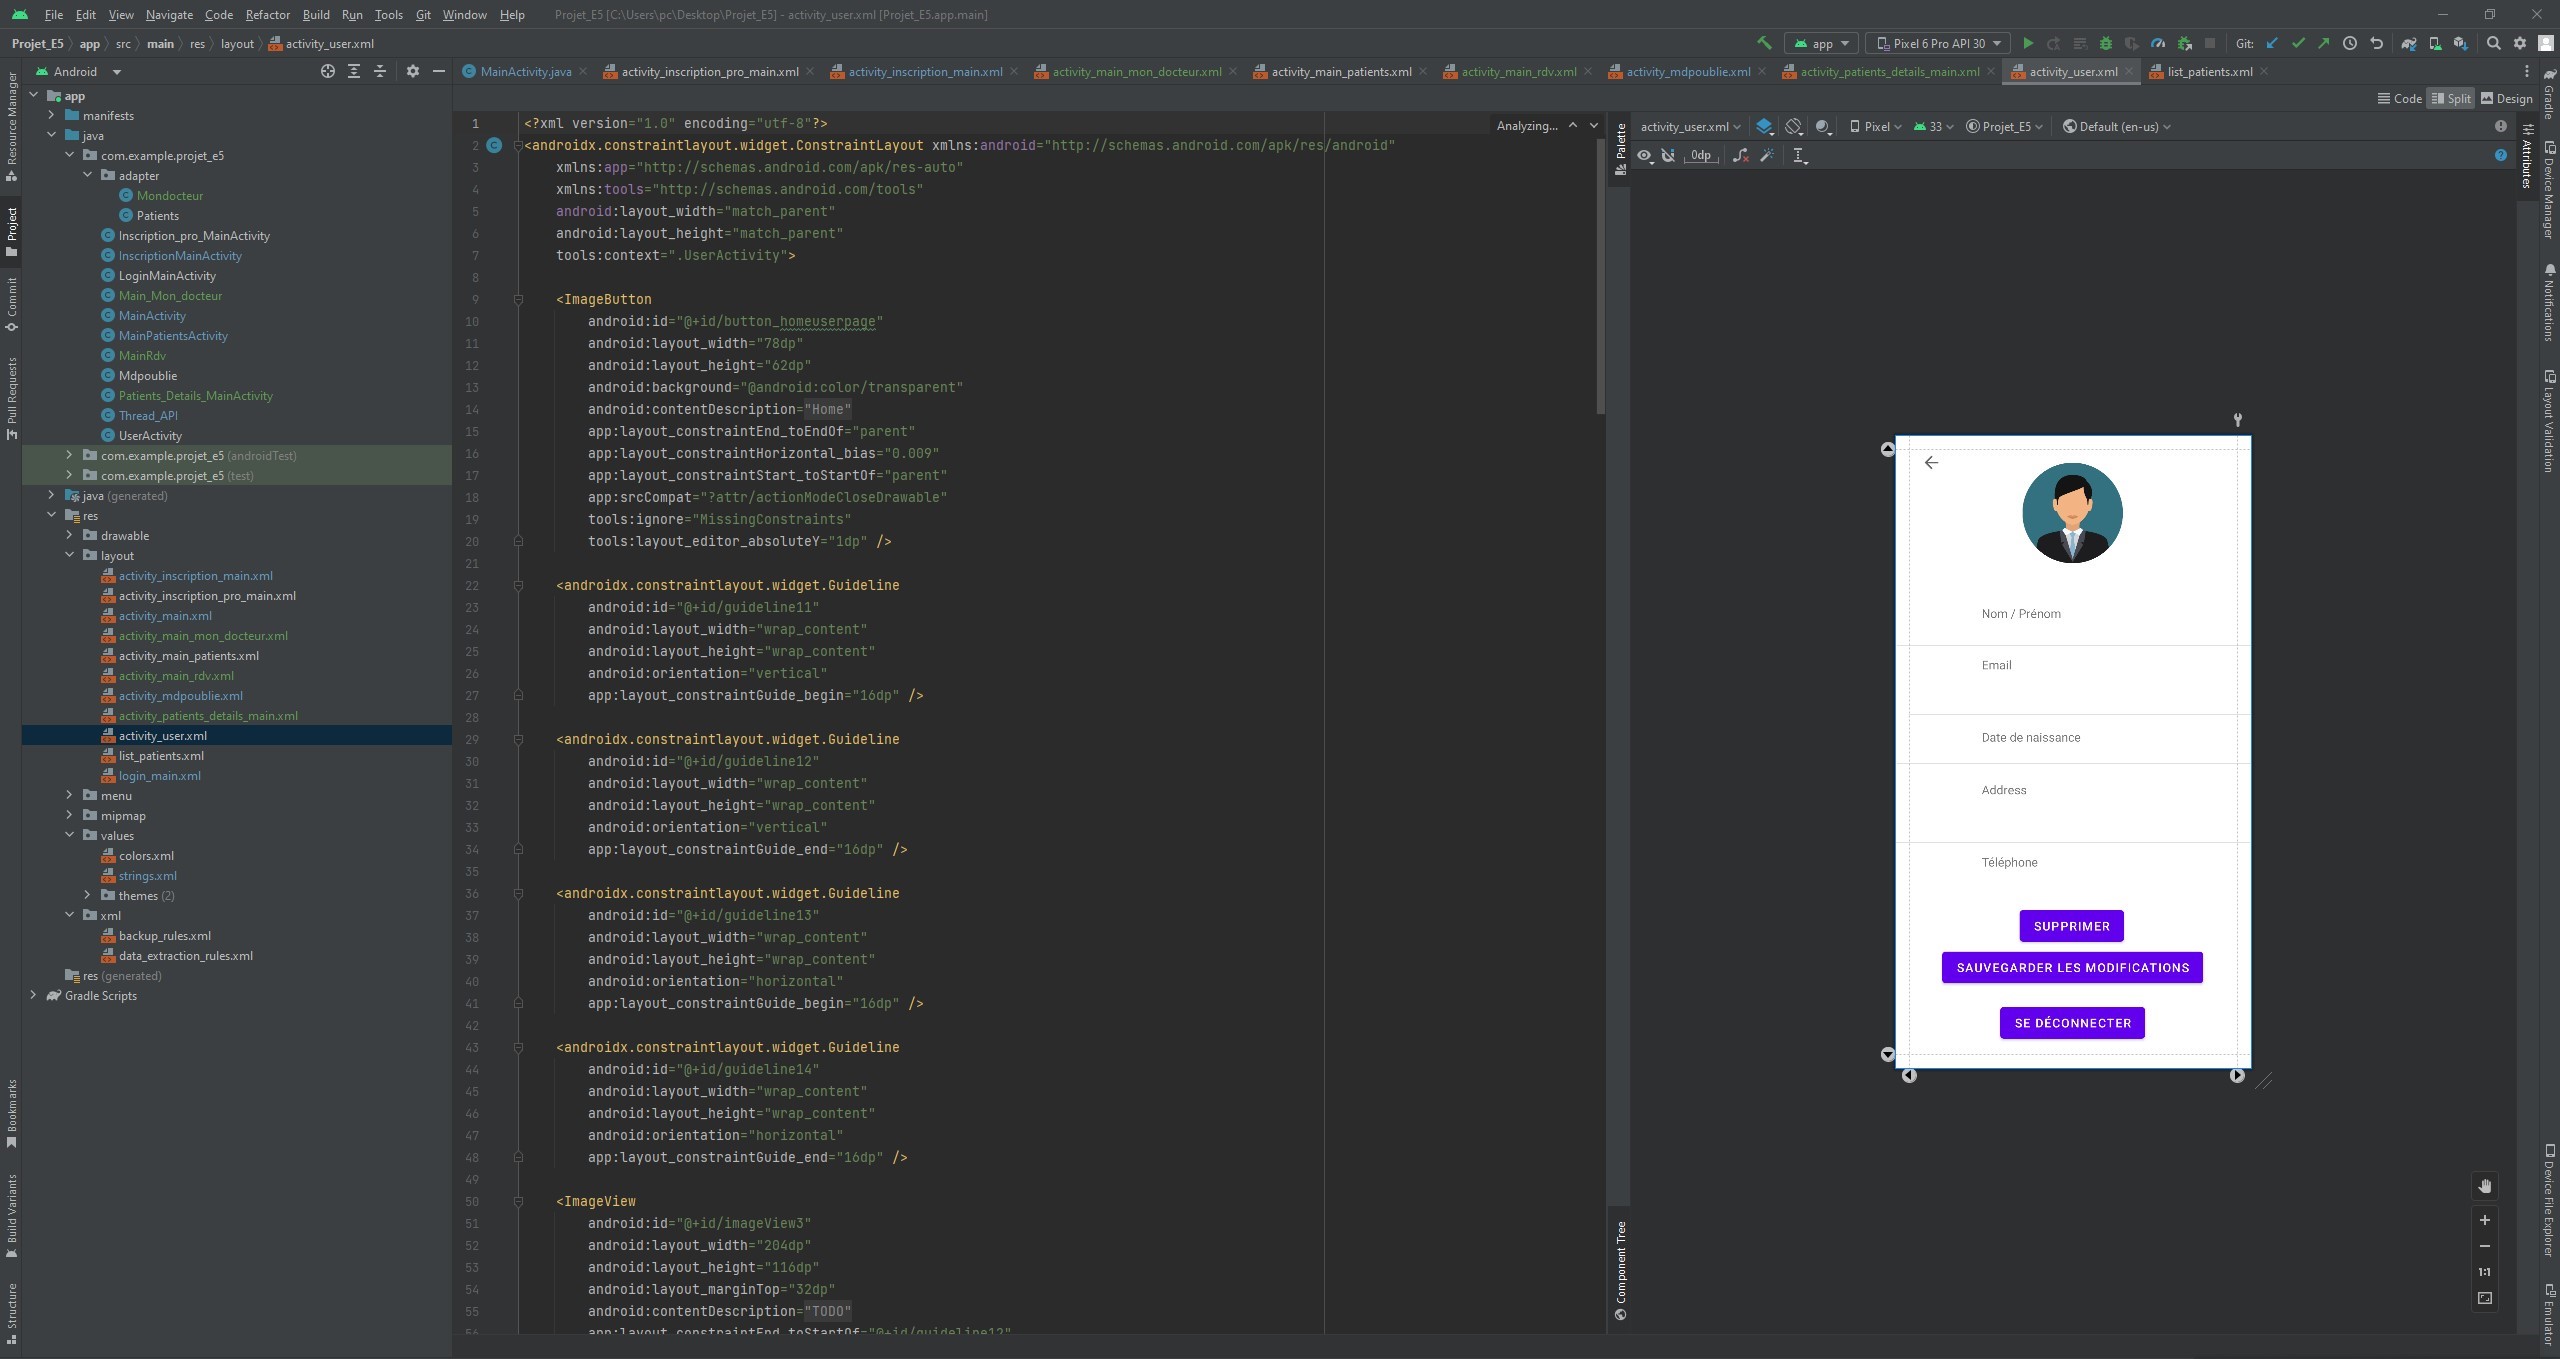 File Edit View Navigate Code Refactor Build Run Tools Git Window Help Projet_E5 [C:\Users\pc\Desktop\Projet_E5] - activity_user.xml [Projet_E5.app.main]
Projet_E5 app src main res layout activity_user.xml app Pixel 6 Pro API 30 Git:
Android
MainActivity.java activity_inscription_pro_main.xml activity_inscription_main.xml activity_main_mon_docteur.xml activity_main_patients.xml activity_main_rdv.xml activity_mdpoublie.xml activity_patients_details_main.xml activity_user.xml list_patients.xml
Code Split Design
Resource Manager
Project
Commit
Pull Requests
Bookmarks
Build Variants
Structure
app
manifests
java
com.example.projet_e5
adapter
Mondocteur
Patients
Inscription_pro_MainActivity
InscriptionMainActivity
LoginMainActivity
Main_Mon_docteur
MainActivity
MainPatientsActivity
MainRdv
Mdpoublie
Patients_Details_MainActivity
Thread_API
UserActivity
com.example.projet_e5 (androidTest)
com.example.projet_e5 (test)
java (generated)
res
drawable
layout
activity_inscription_main.xml
activity_inscription_pro_main.xml
activity_main.xml
activity_main_mon_docteur.xml
activity_main_patients.xml
activity_main_rdv.xml
activity_mdpoublie.xml
activity_patients_details_main.xml
activity_user.xml
list_patients.xml
login_main.xml
menu
mipmap
values
colors.xml
strings.xml
themes (2)
xml
backup_rules.xml
data_extraction_rules.xml
res (generated)
Gradle Scripts
Analyzing...
1 <?xml version="1.0" encoding="utf-8"?>
2 <androidx.constraintlayout.widget.ConstraintLayout xmlns:android="http://schemas.android.com/apk/res/android"
3 xmlns:app="http://schemas.android.com/apk/res-auto"
4 xmlns:tools="http://schemas.android.com/tools"
5 android:layout_width="match_parent"
6 android:layout_height="match_parent"
7 tools:context=".UserActivity">
8
9 <ImageButton
10 android:id="@+id/button_homeuserpage"
11 android:layout_width="78dp"
12 android:layout_height="62dp"
13 android:background="@android:color/transparent"
14 android:contentDescription="Home"
15 app:layout_constraintEnd_toEndOf="parent"
16 app:layout_constraintHorizontal_bias="0.009"
17 app:layout_constraintStart_toStartOf="parent"
18 app:srcCompat="?attr/actionModeCloseDrawable"
19 tools:ignore="MissingConstraints"
20 tools:layout_editor_absoluteY="1dp" />
21
22 <androidx.constraintlayout.widget.Guideline
23 android:id="@+id/guideline11"
24 android:layout_width="wrap_content"
25 android:layout_height="wrap_content"
26 android:orientation="vertical"
27 app:layout_constraintGuide_begin="16dp" />
28
29 <androidx.constraintlayout.widget.Guideline
30 android:id="@+id/guideline12"
31 android:layout_width="wrap_content"
32 android:layout_height="wrap_content"
33 android:orientation="vertical"
34 app:layout_constraintGuide_end="16dp" />
35
36 <androidx.constraintlayout.widget.Guideline
37 android:id="@+id/guideline13"
38 android:layout_width="wrap_content"
39 android:layout_height="wrap_content"
40 android:orientation="horizontal"
41 app:layout_constraintGuide_begin="16dp" />
42
43 <androidx.constraintlayout.widget.Guideline
44 android:id="@+id/guideline14"
45 android:layout_width="wrap_content"
46 android:layout_height="wrap_content"
47 android:orientation="horizontal"
48 app:layout_constraintGuide_end="16dp" />
49
50 <ImageView
51 android:id="@+id/imageView3"
52 android:layout_width="204dp"
53 android:layout_height="116dp"
54 android:layout_marginTop="32dp"
55 android:contentDescription="TODO"
56 app:layout_constraintEnd_toStartOf="@+id/guideline12"
Palette
Component Tree
activity_user.xml Pixel 33 Projet_E5 Default (en-us)
0dp
Nom / Prénom
Email
Date de naissance
Address
Téléphone
SUPPRIMER
SAUVEGARDER LES MODIFICATIONS
SE DÉCONNECTER
1:1
Attributes
Gradle
Device Manager
Notifications
Layout Validation
Device File Explorer
Emulator